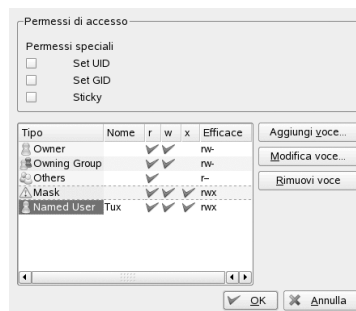 Permessi di accesso
Permessi speciali
Set UID
Set GID
Sticky
Tipo Nome r w x Efficace
Owner rw-
Owning Group rw-
Others r--
Mask rwx
Named User Tux rwx
Aggiungi voce...
Modifica voce...
Rimuovi voce
OK Annulla